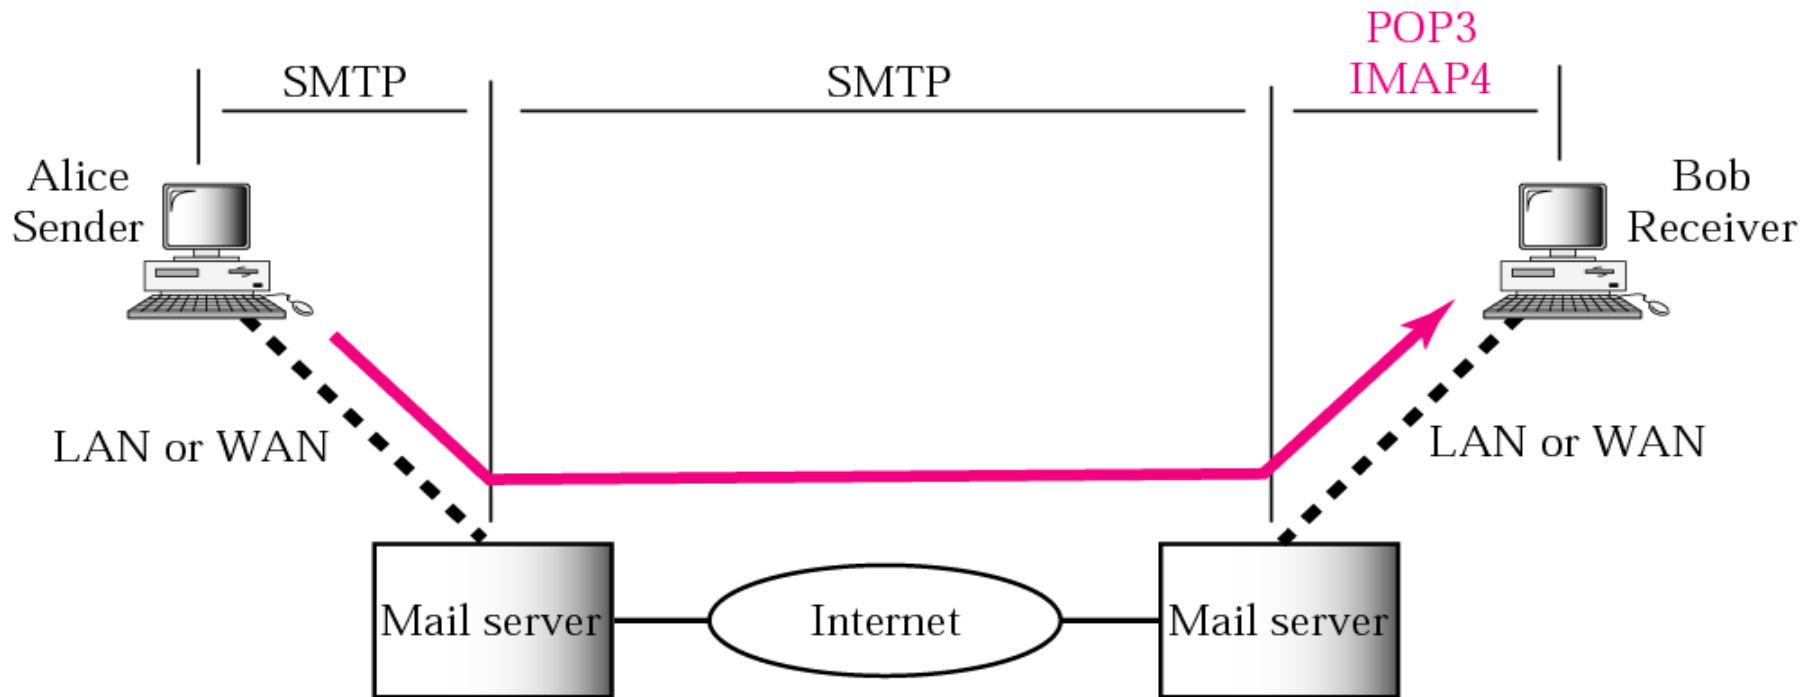 POP3
SMTP
SMTP
IMAP4
Alice
Sender
Bob
Receiver
LAN or WAN
LAN or WAN
Mail server
Internet
Mail server